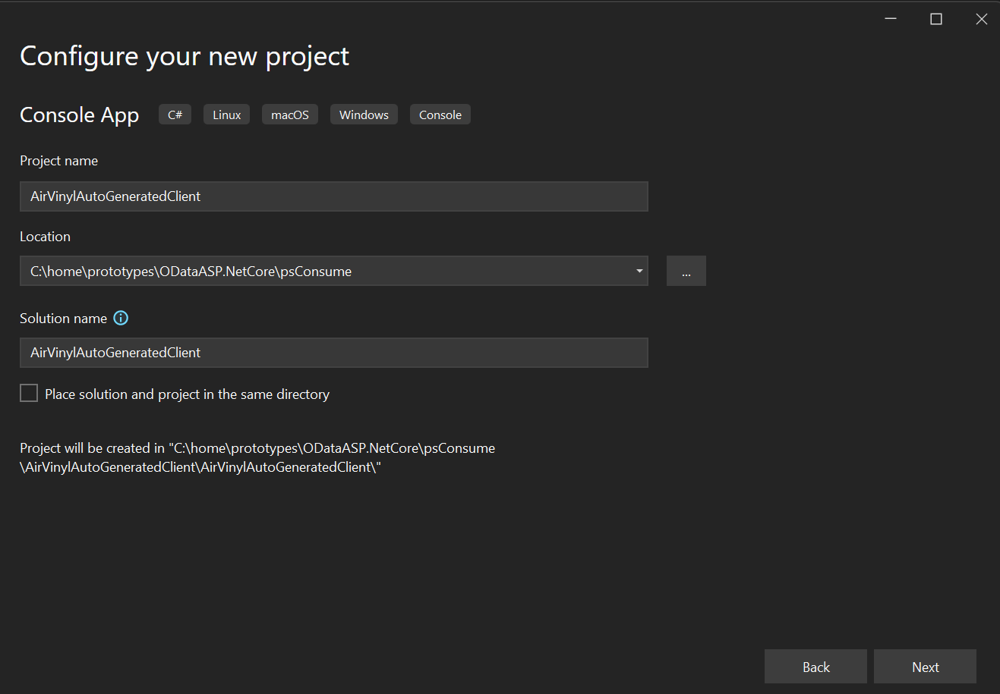 Configure your new project
Console App C# Linux macOS Windows Console
Project name
AirVinylAutoGeneratedClient
Location
C:\home\prototypes\ODataASP.NetCore\psConsume
...
Solution name
AirVinylAutoGeneratedClient
Place solution and project in the same directory
Project will be created in "C:\home\prototypes\ODataASP.NetCore\psConsume
\AirVinylAutoGeneratedClient\AirVinylAutoGeneratedClient\"
Back Next